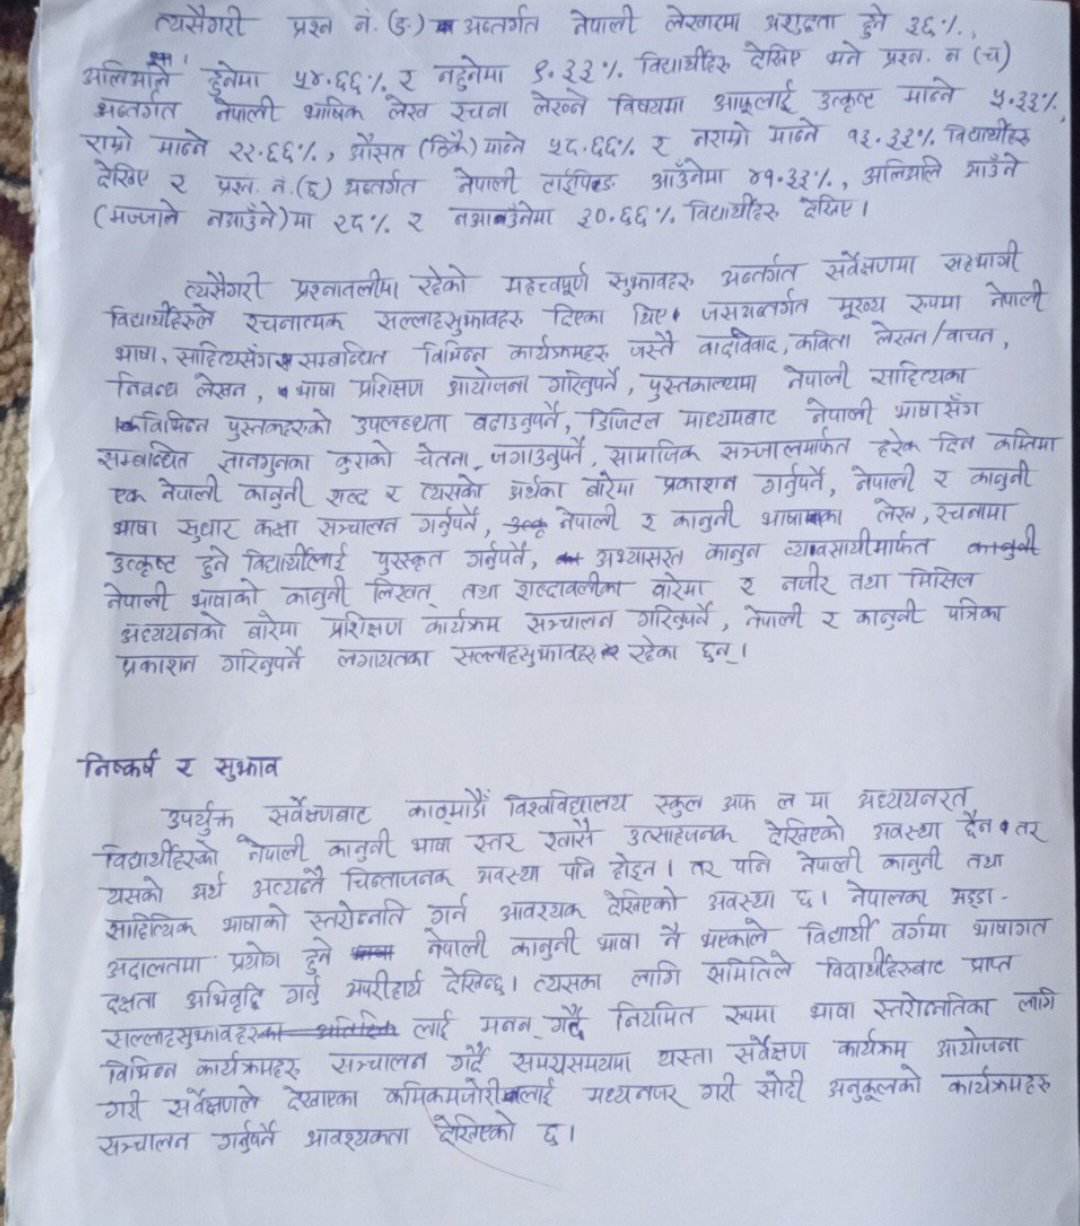 त्यसैगरी प्रश्न नं. (ङ) अन्तर्गत नेपाली लेखाइमा अशुद्धता हुने ३६%,
अलिअलि हुनेमा ५४.६६% र नहुनेमा ९.३३% विद्यार्थीहरु देखिए भने प्रश्न. न (च)
अन्तर्गत नेपाली भाषिक लेख रचना लेख्ने विषयमा आफूलाई उत्कृष्ट मान्ने ५.३३%,
राम्रो मान्ने २२.६६%, औसत (ठिकै) मान्ने ५८.६६% र नराम्रो मान्ने १३.३३% विद्यार्थीहरु
देखिए र प्रश्न. नं. (छ) अन्तर्गत नेपाली टाईपिङ आउँनेमा ४१.३३%, अलिअलि आउँने
(मज्जाले नआउँने) मा २८% र नआउँनेमा ३०.६६% विद्यार्थीहरु देखिए।
त्यसैगरी प्रश्नावलीमा रहेको महत्त्वपूर्ण सुझावहरु अन्तर्गत सर्वेक्षणमा सहभागी
विद्यार्थीहरुले रचनात्मक सल्लाहसुझावहरु दिएका थिए। जसअन्तर्गत मूख्य रुपमा नेपाली
भाषा, साहित्यसँग सम्बन्धित विभिन्न कार्यक्रमहरु जस्तै वादविवाद, कविता लेखन/वाचन,
निबन्ध लेखन, भाषा प्रशिक्षण आयोजना गरिनुपर्ने, पुस्तकालयमा नेपाली साहित्यका
विभिन्न पुस्तकहरुको उपलब्धता बढाउनुपर्ने, डिजिटल माध्यमबाट नेपाली भाषासँग
सम्बन्धित ज्ञानगुनका कुराको चेतना जगाउनुपर्ने, सामाजिक सञ्जालमार्फत हरेक दिन कम्तिमा
एक नेपाली कानुनी शब्द र त्यसको अर्थका बारेमा प्रकाशन गर्नुपर्ने, नेपाली र कानुनी
भाषा सुधार कक्षा सञ्चालन गर्नुपर्ने, नेपाली र कानुनी भाषाका लेख, रचनामा
उत्कृष्ट हुने विद्यार्थीलाई पुरस्कृत गर्नुपर्ने, अभ्यासरत कानुन व्यवसायीमार्फत
नेपाली भाषाको कानुनी लिखत् तथा शब्दावलीका बारेमा र नजीर तथा मिसिल
अध्ययनको बारेमा प्रशिक्षण कार्यक्रम सञ्चालन गरिनुपर्ने, नेपाली र कानुनी पत्रिका
प्रकाशन गरिनुपर्ने लगायतका सल्लाहसुझावहरु रहेका छन्।
निष्कर्ष र सुझाव
उपर्युक्त सर्वेक्षणबाट काठमाडौं विश्वविद्यालय स्कुल अफ ल मा अध्ययनरत्
विद्यार्थीहरुको नेपाली कानुनी भाषा स्तर खासै उत्साहजनक देखिएको अवस्था छैन। तर
यसको अर्थ अत्यन्तै चिन्ताजनक अवस्था पनि होइन। तर पनि नेपाली कानुनी तथा
साहित्यिक भाषाको स्तरोन्नति गर्न आवश्यक देखिएको अवस्था छ। नेपालका अड्डा-
अदालतमा प्रयोग हुने नेपाली कानुनी भाषा नै भएकाले विद्यार्थी वर्गमा भाषागत
दक्षता अभिवृद्धि गर्नु अपरीहार्य देखिन्छ। त्यसका लागि समितिले विद्यार्थीहरुबाट प्राप्त
सल्लाहसुझावहरु लाई मनन् गर्दै नियमित रुपमा भाषा स्तरोन्नतिका लागि
विभिन्न कार्यक्रमहरु सञ्चालन गर्दै समयसमयमा यस्ता सर्वेक्षण कार्यक्रम आयोजना
गरी सर्वेक्षणले देखाएका कमिकमजोरीलाई मध्यनजर गरी सोही अनुकूलको कार्यक्रमहरु
सञ्चालन गर्नुपर्ने आवश्यकता देखिएको छ।